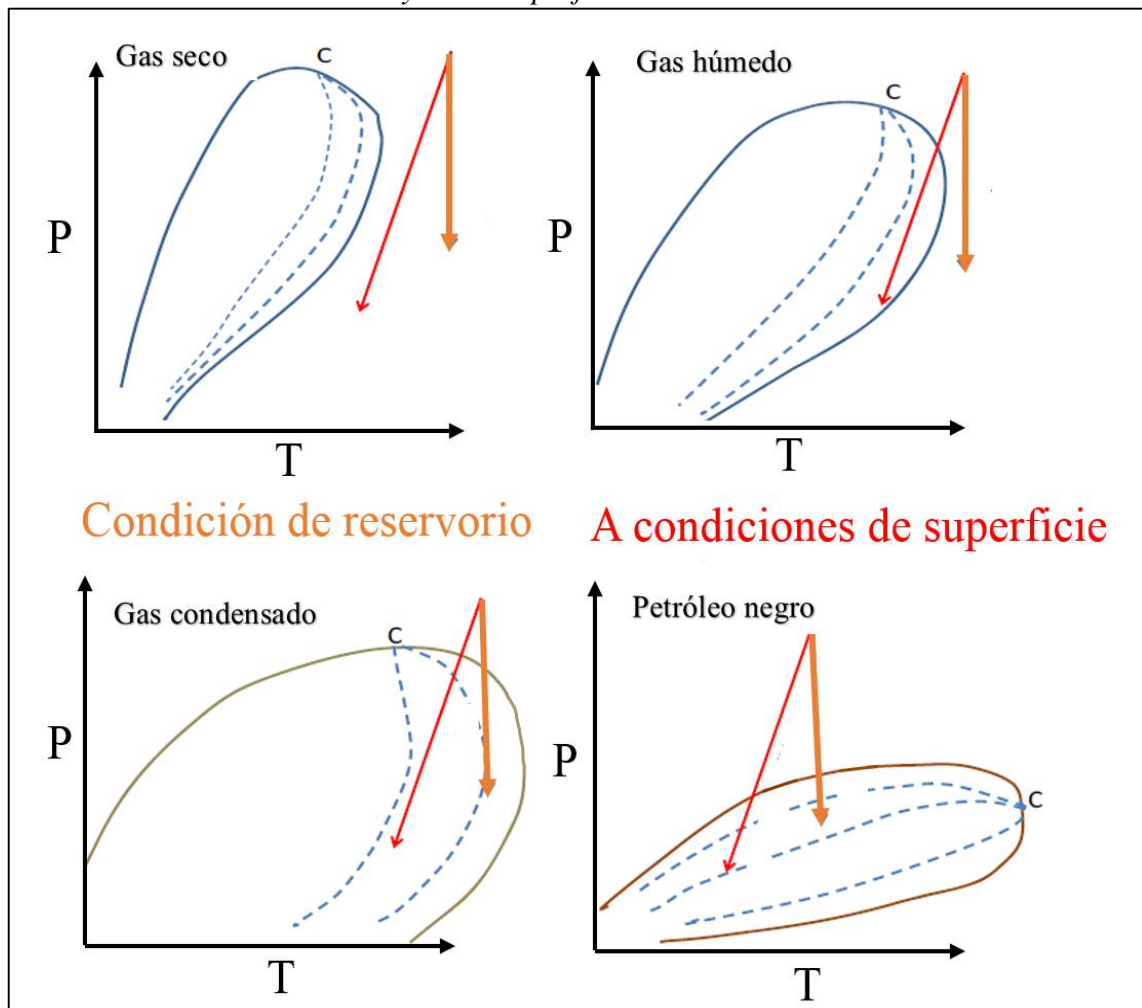 Gas seco
C
P
T
Gas húmedo
C
P
T
Condición de reservorio
A condiciones de superficie
Gas condensado
C
P
T
Petróleo negro
C
P
T